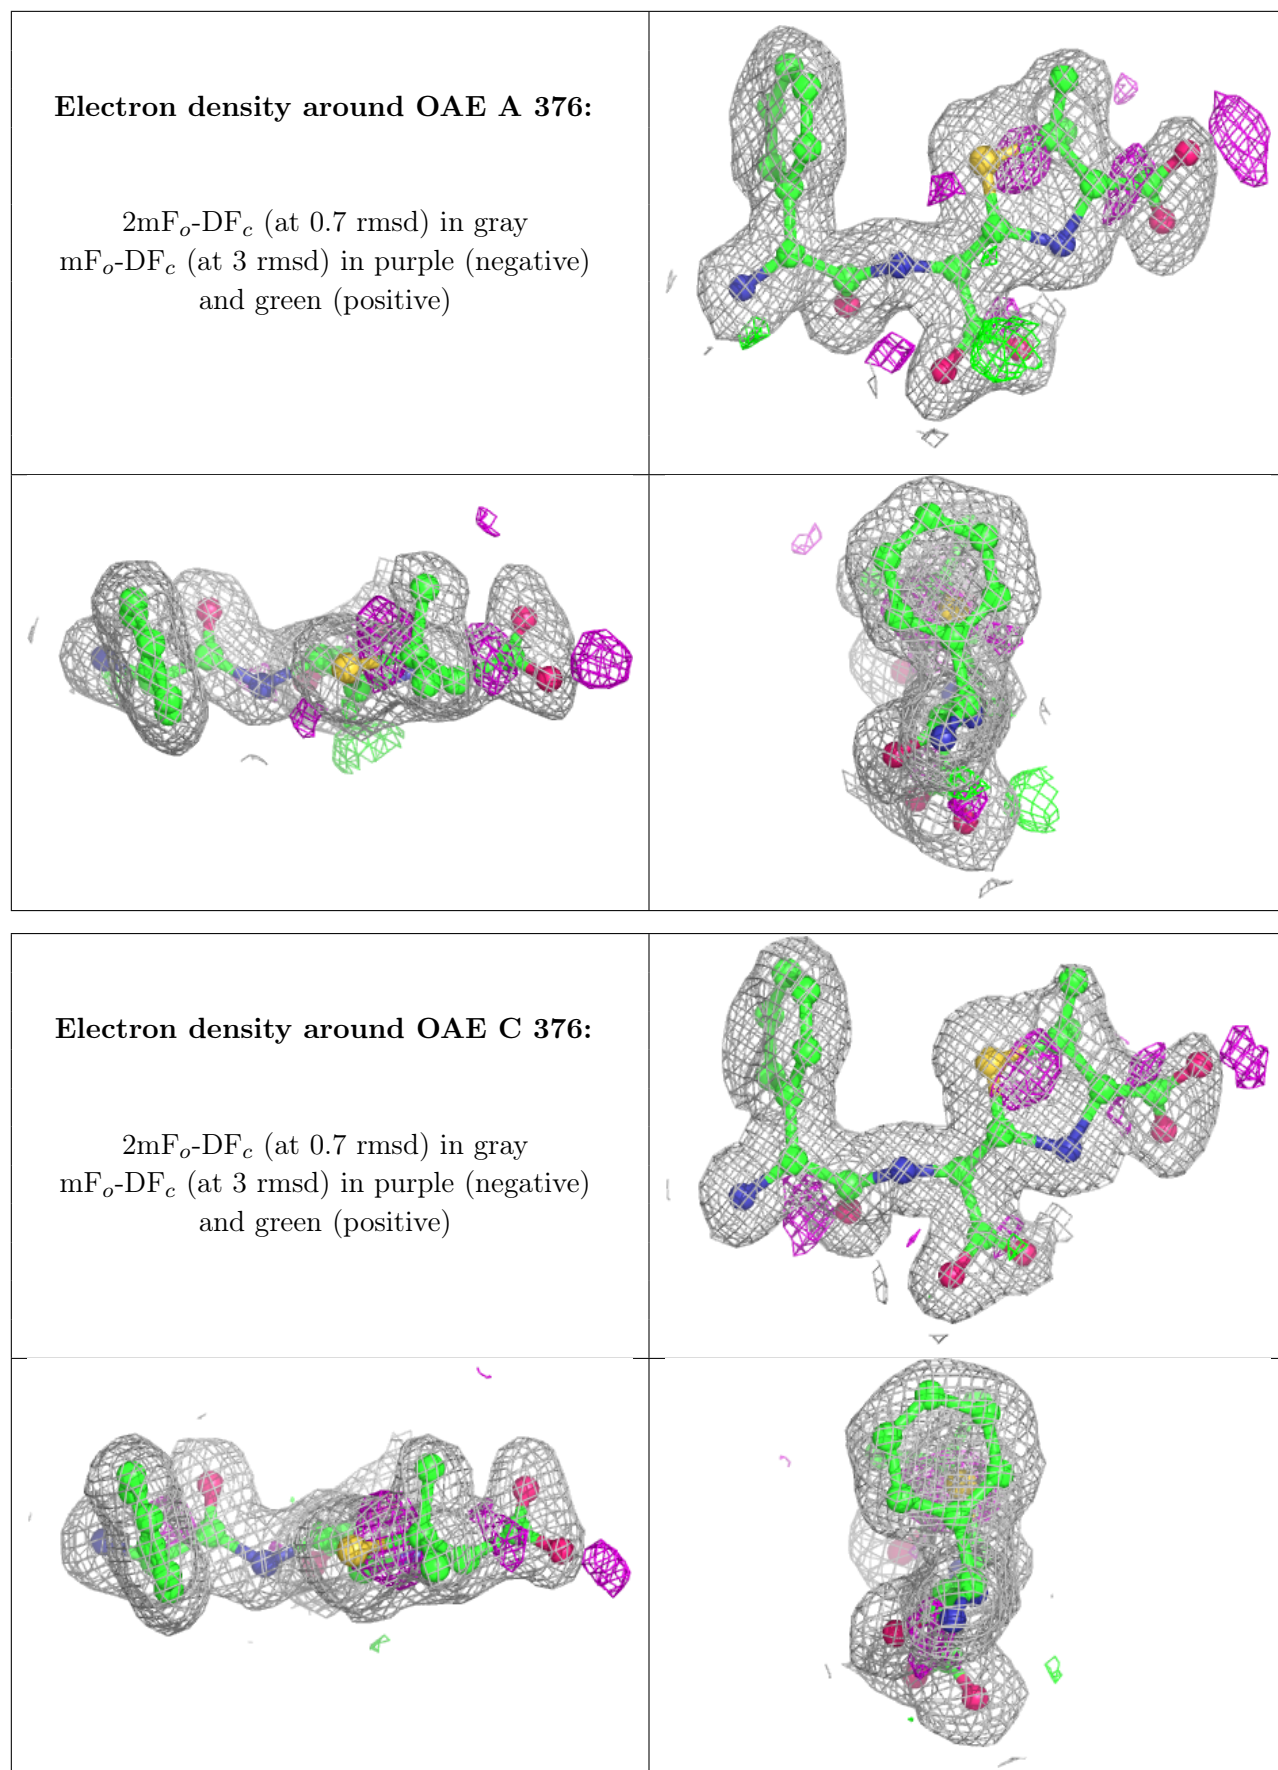 Electron density around OAE A 376:
2mFo-DFc (at 0.7 rmsd) in gray
mFo-DFc (at 3 rmsd) in purple (negative)
and green (positive)
Electron density around OAE C 376:
2mFo-DFc (at 0.7 rmsd) in gray
mFo-DFc (at 3 rmsd) in purple (negative)
and green (positive)